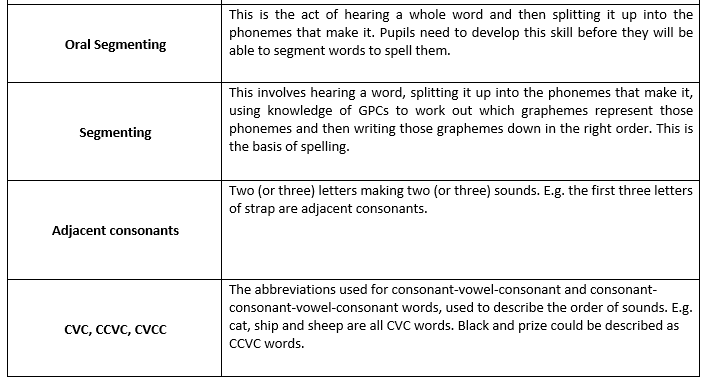 Oral Segmenting
This is the act of hearing a whole word and then splitting it up into the
phonemes that make it. Pupils need to develop this skill before they will be
able to segment words to spell them.
Segmenting
This involves hearing a word, splitting it up into the phonemes that make it,
using knowledge of GPCs to work out which graphemes represent those
phonemes and then writing those graphemes down in the right order. This is
the basis of spelling.
Adjacent consonants
Two (or three) letters making two (or three) sounds. E.g. the first three letters
of strap are adjacent consonants.
CVC, CCVC, CVCC
The abbreviations used for consonant-vowel-consonant and consonant-
consonant-vowel-consonant words, used to describe the order of sounds. E.g.
cat, ship and sheep are all CVC words. Black and prize could be described as
CCVC words.